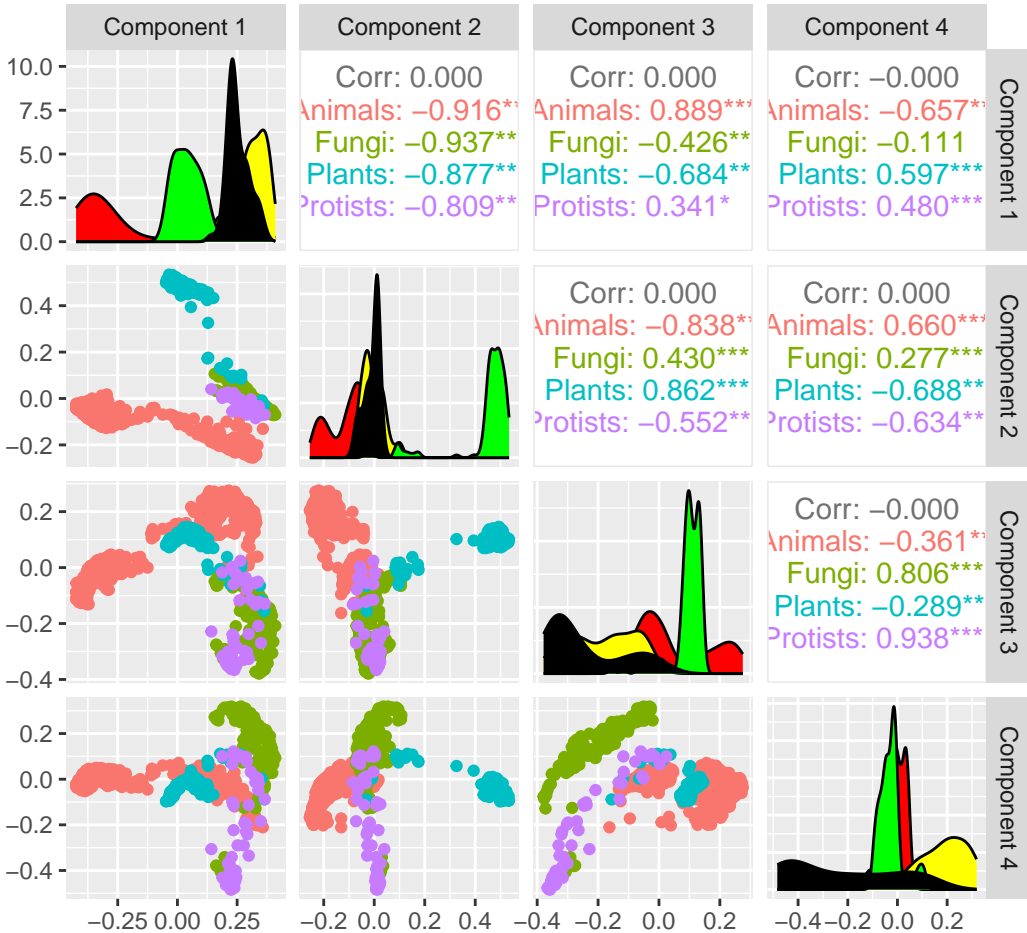 Component 1
Component 2
Component 3
Component 4
10.0
7.5
5.0
2.5
0.0
Corr: 0.000
Animals: −0.916**
Fungi: −0.937**
Plants: −0.877**
Protists: −0.809**
Corr: 0.000
Animals: 0.889***
Fungi: −0.426**
Plants: −0.684**
Protists: 0.341*
Corr: −0.000
Animals: −0.657**
Fungi: −0.111
Plants: 0.597***
Protists: 0.480***
Component 1
0.4
0.2
0.0
−0.2
Corr: 0.000
Animals: −0.838**
Fungi: 0.430***
Plants: 0.862***
Protists: −0.552**
Corr: 0.000
Animals: 0.660***
Fungi: 0.277***
Plants: −0.688**
Protists: −0.634**
Component 2
0.2
0.0
−0.2
−0.4
Corr: −0.000
Animals: −0.361**
Fungi: 0.806***
Plants: −0.289**
Protists: 0.938***
Component 3
0.2
0.0
−0.2
−0.4
Component 4
−0.25 0.00 0.25
−0.2 0.0 0.2 0.4
−0.4 −0.2 0.0 0.2
−0.4 −0.2 0.0 0.2